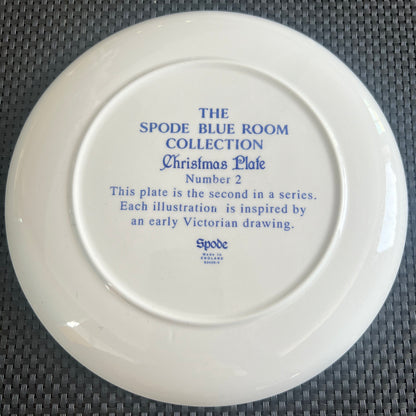 THE
SPODE BLUE ROOM
COLLECTION
Christmas Plate
Number 2
This plate is the second in a series.
Each illustration is inspired by
an early Victorian drawing.
Spode
MADE IN
ENGLAND